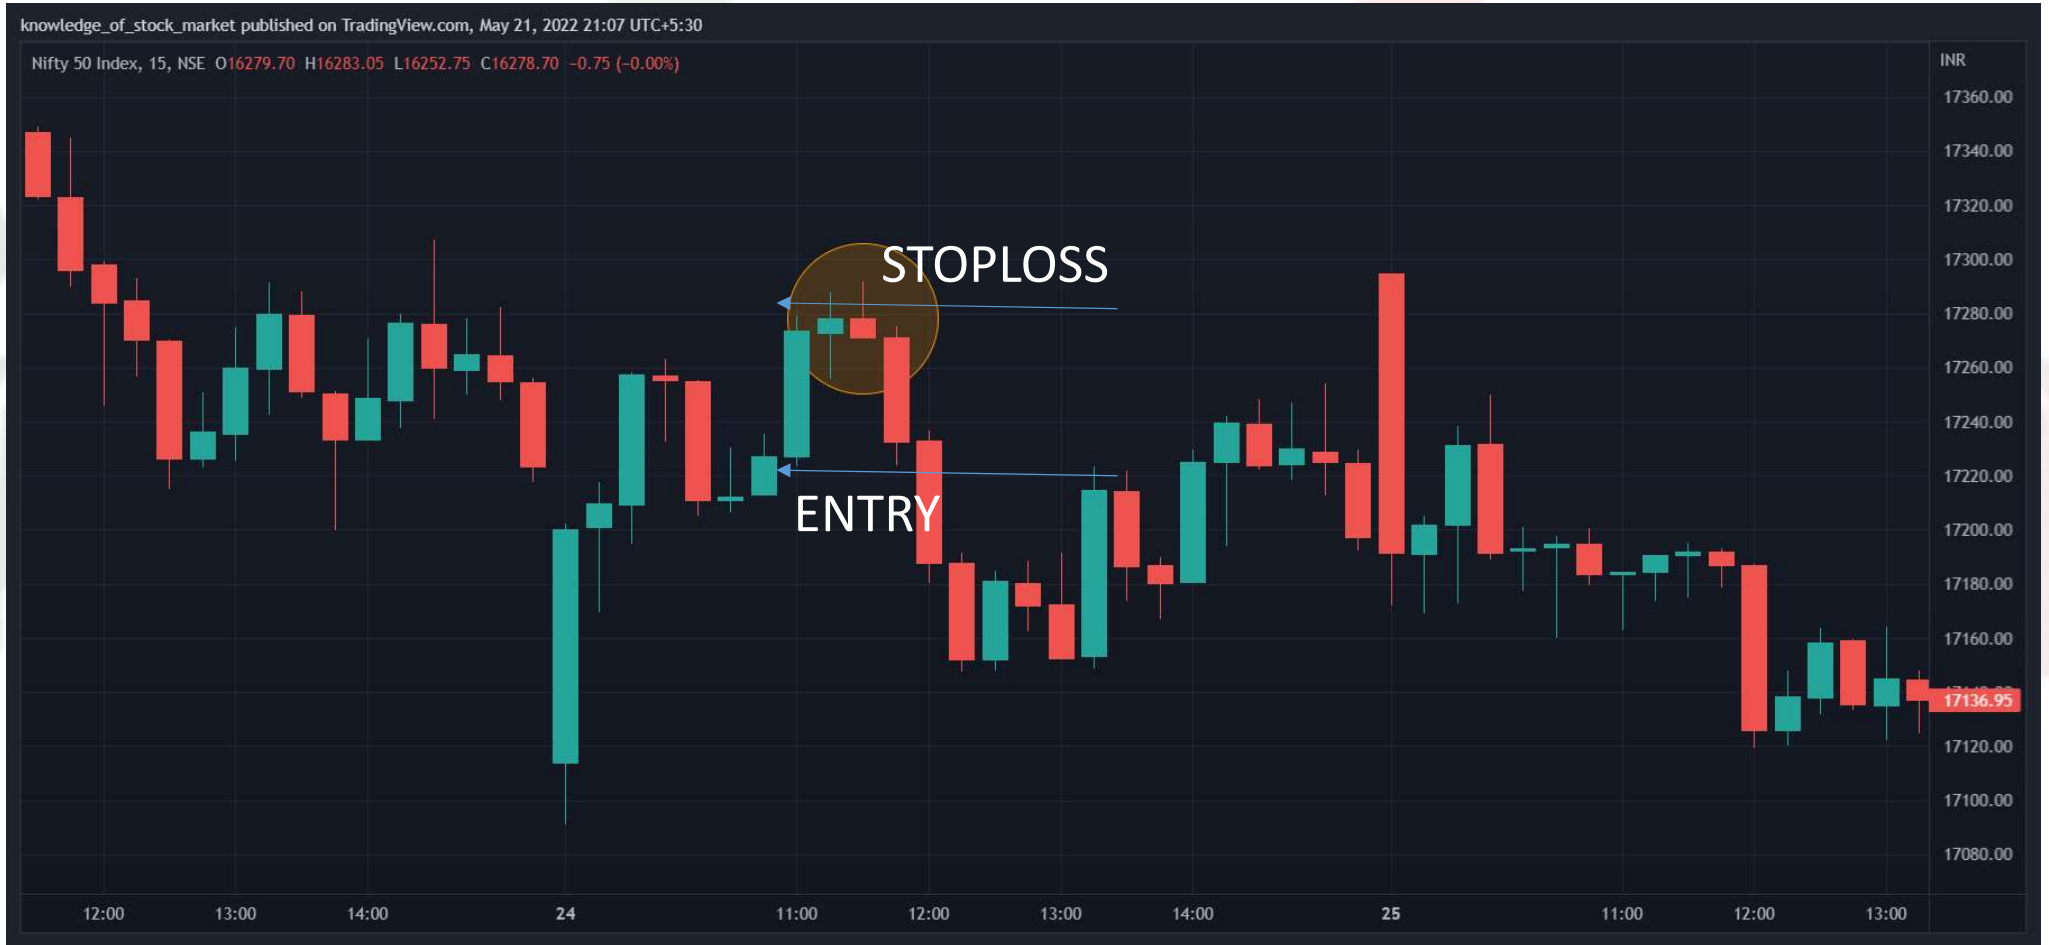 knowledge_of_stock_market published on TradingView.com, May 21, 2022 21:07 UTC+5:30
Nifty 50 Index, 15, NSE O16279.70 H16283.05 L16252.75 C16278.70 −0.75 (−0.00%)
INR
17360.00
17340.00
17320.00
17300.00
17280.00
17260.00
17240.00
17220.00
17200.00
17180.00
17160.00
17136.95
17120.00
17100.00
17080.00
STOPLOSS
ENTRY
12:00 13:00 14:00 24 11:00 12:00 13:00 14:00 25 11:00 12:00 13:00